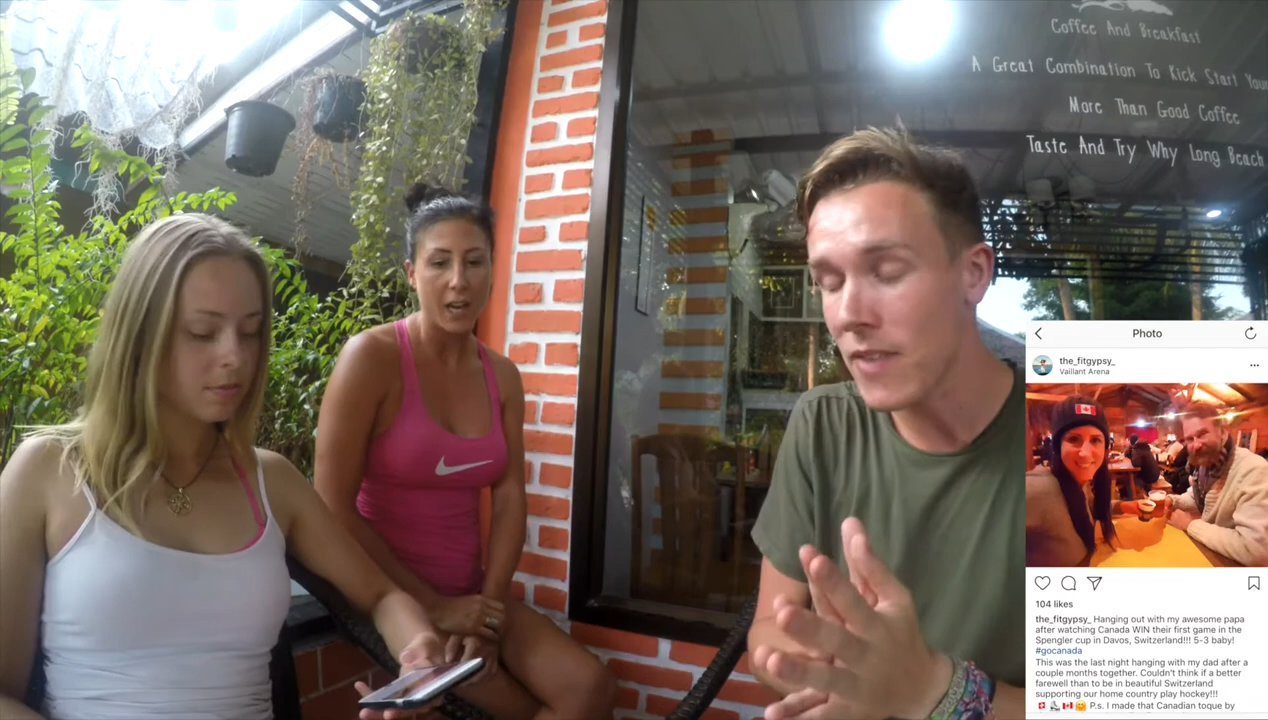 Coffee And Breakfast
A Great Combination To Kick Start Your
More Than Good Coffee
Taste And Try Why Long Beach
Photo
the_fitgypsy_
Vaillant Arena
104 likes
the_fitgypsy_ Hanging out with my awesome papa
after watching Canada WIN their first game in the
Spengler cup in Davos, Switzerland!!! 5-3 baby!
#gocanada
This was the last night hanging with my dad after a
couple months together. Couldn't think if a better
farewell than to be in beautiful Switzerland
supporting our home country play hockey!!!
🇨🇭⛸🇨🇦😊 P.s. I made that Canadian toque by